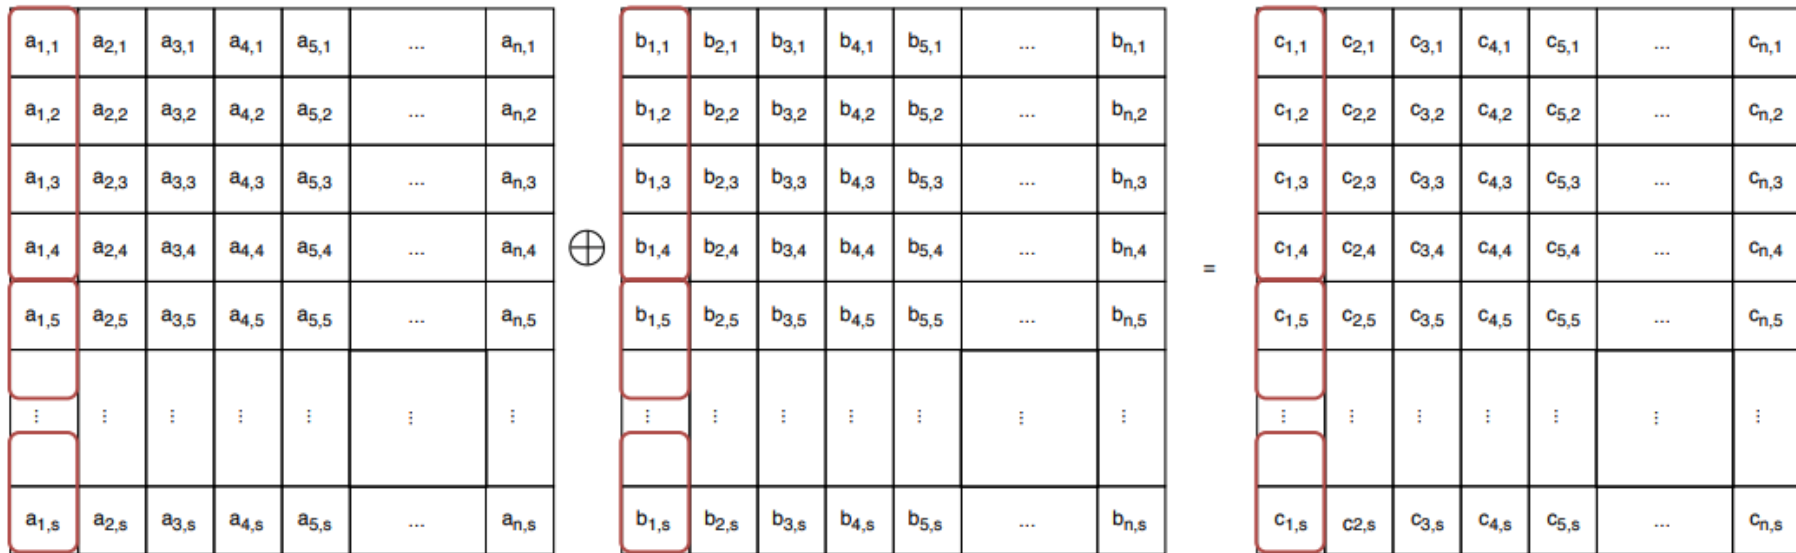 a1,1 a2,1 a3,1 a4,1 a5,1 ... an,1 b1,1 b2,1 b3,1 b4,1 b5,1 ... bn,1 c1,1 c2,1 c3,1 c4,1 c5,1 ... cn,1
a1,2 a2,2 a3,2 a4,2 a5,2 ... an,2 b1,2 b2,2 b3,2 b4,2 b5,2 ... bn,2 c1,2 c2,2 c3,2 c4,2 c5,2 ... cn,2
a1,3 a2,3 a3,3 a4,3 a5,3 ... an,3 b1,3 b2,3 b3,3 b4,3 b5,3 ... bn,3 c1,3 c2,3 c3,3 c4,3 c5,3 ... cn,3
a1,4 a2,4 a3,4 a4,4 a5,4 ... an,4 ⊕ b1,4 b2,4 b3,4 b4,4 b5,4 ... bn,4 = c1,4 c2,4 c3,4 c4,4 c5,4 ... cn,4
a1,5 a2,5 a3,5 a4,5 a5,5 ... an,5 b1,5 b2,5 b3,5 b4,5 b5,5 ... bn,5 c1,5 c2,5 c3,5 c4,5 c5,5 ... cn,5
⋮ ⋮ ⋮ ⋮ ⋮ ⋮ ⋮ ⋮ ⋮ ⋮ ⋮ ⋮ ⋮ ⋮ ⋮ ⋮ ⋮ ⋮ ⋮ ⋮ ⋮
a1,s a2,s a3,s a4,s a5,s ... an,s b1,s b2,s b3,s b4,s b5,s ... bn,s c1,s c2,s c3,s c4,s c5,s ... cn,s